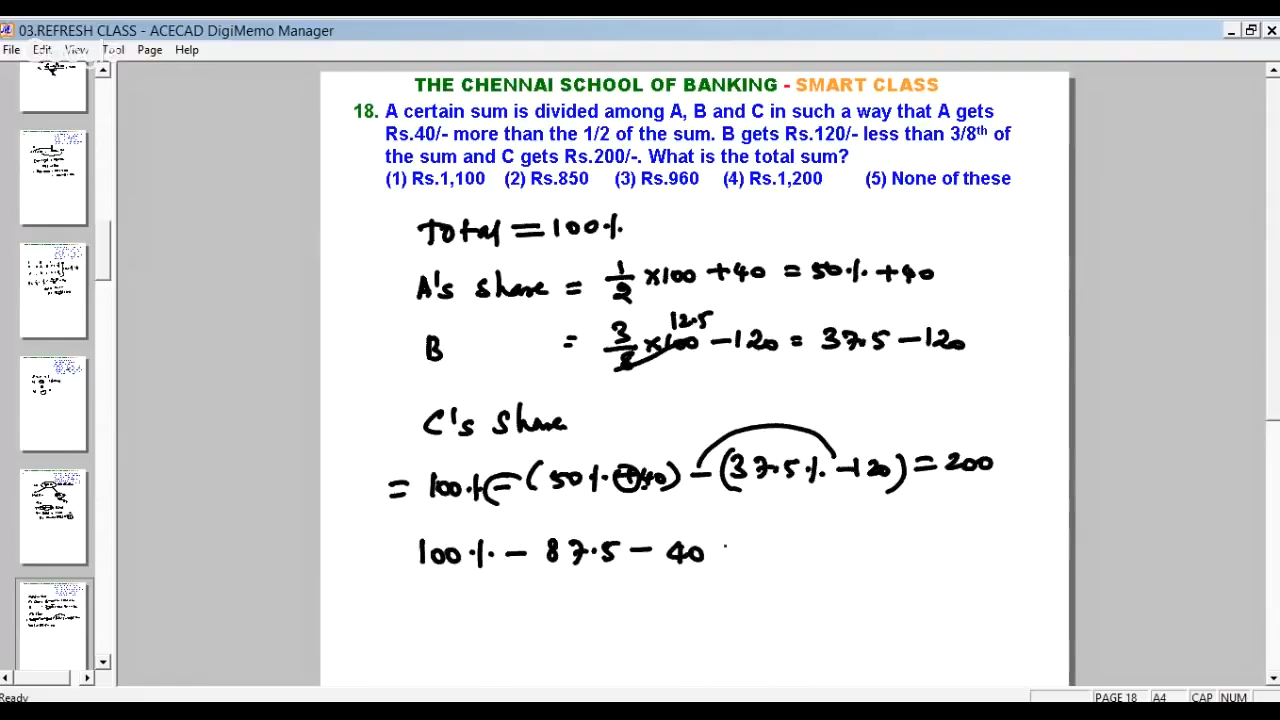 03.REFRESH CLASS - ACECAD DigiMemo Manager
File Edit View Tool Page Help
THE CHENNAI SCHOOL OF BANKING - SMART CLASS
18. A certain sum is divided among A, B and C in such a way that A gets
Rs.40/- more than the 1/2 of the sum. B gets Rs.120/- less than 3/8th of
the sum and C gets Rs.200/-. What is the total sum?
(1) Rs.1,100 (2) Rs.850 (3) Rs.960 (4) Rs.1,200 (5) None of these
Total = 100%
A's share = 1/2 × 100 + 40 = 50% + 40
12.5
B = 3/8 × 100 - 120 = 37.5 - 120
C's share
= 100% - (50% + 40) - (37.5% - 120) = 200
100% - 87.5 - 40
Ready
PAGE 18 A4 CAP NUM